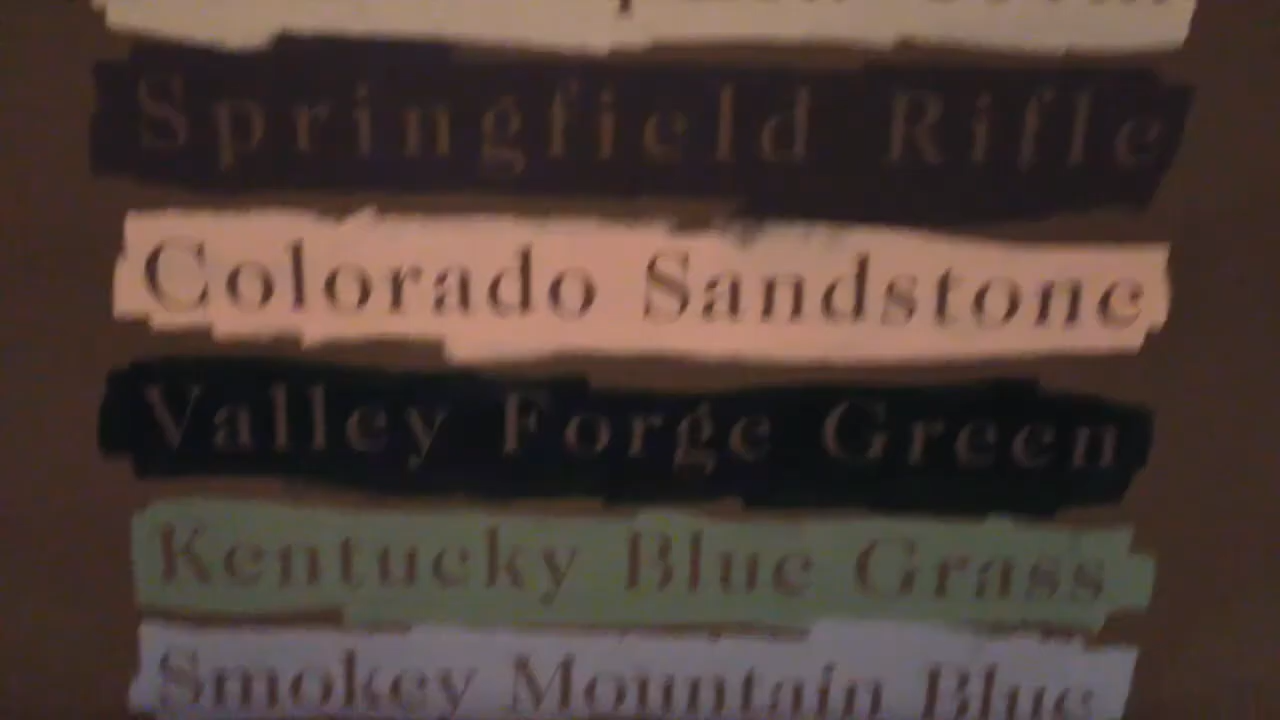 Springfield Rifle
Colorado Sandstone
Valley Forge Green
Kentucky Blue Grass
Smokey Mountain Blue